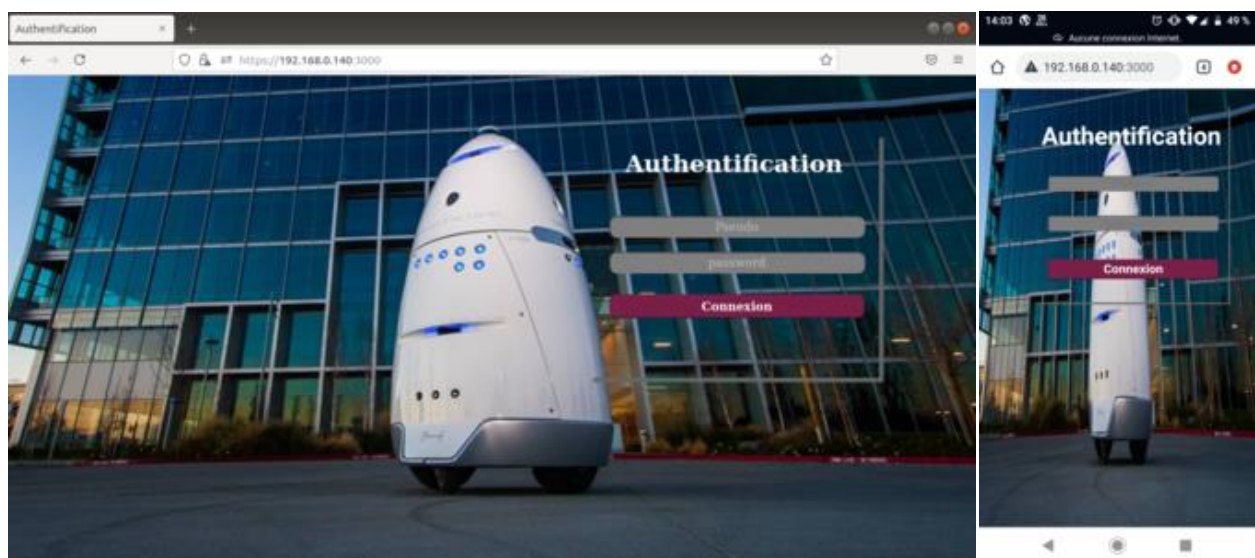 Authentification
https://192.168.0.140:3000
Authentification
Pseudo
password
Connexion
14:03
49 %
Aucune connexion Internet.
192.168.0.140:3000
Authentification
Connexion